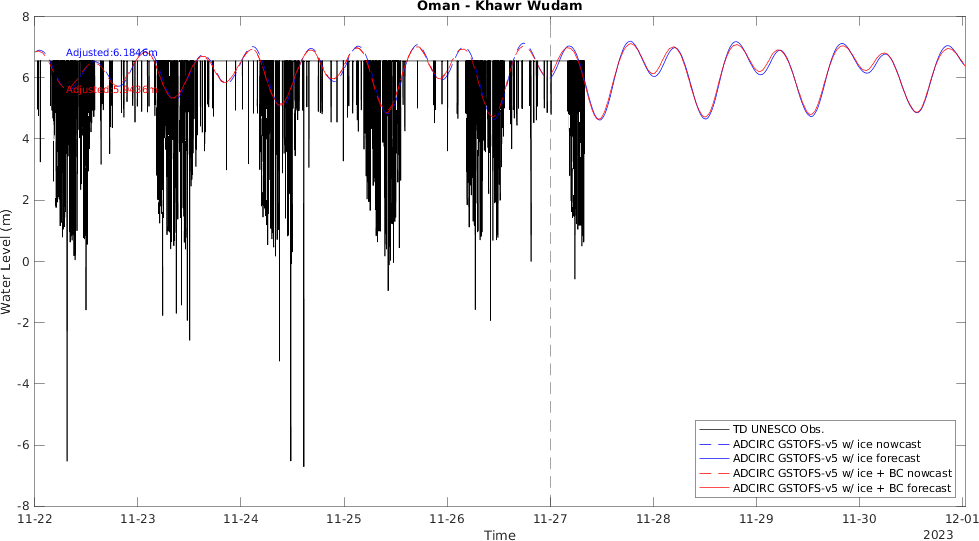 Oman - Khawr Wudam
8
6
4
2
0
-2
-4
-6
-8
Water Level (m)
Adjusted:6.1846m
TD UNESCO Obs.
ADCIRC GSTOFS-v5 w/ ice nowcast
ADCIRC GSTOFS-v5 w/ ice forecast
ADCIRC GSTOFS-v5 w/ ice + BC nowcast
ADCIRC GSTOFS-v5 w/ ice + BC forecast
11-22 11-23 11-24 11-25 11-26 11-27 11-28 11-29 11-30 12-01
Time
2023